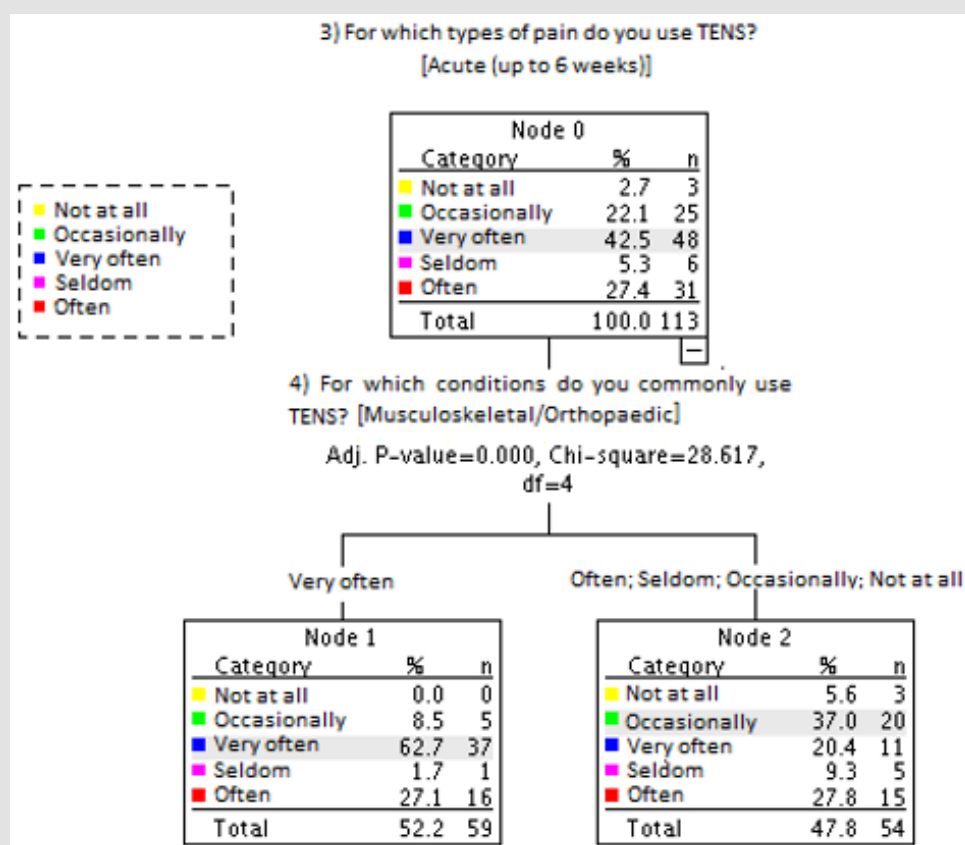 3) For which types of pain do you use TENS?
[Acute (up to 6 weeks)]
Node 0
Category % n
Not at all 2.7 3
Occasionally 22.1 25
Very often 42.5 48
Seldom 5.3 6
Often 27.4 31
Total 100.0 113
Not at all
Occasionally
Very often
Seldom
Often
4) For which conditions do you commonly use
TENS? [Musculoskeletal/Orthopaedic]
Adj. P-value=0.000, Chi-square=28.617,
df=4
Very often
Often; Seldom; Occasionally; Not at all
Node 1
Category % n
Not at all 0.0 0
Occasionally 8.5 5
Very often 62.7 37
Seldom 1.7 1
Often 27.1 16
Total 52.2 59
Node 2
Category % n
Not at all 5.6 3
Occasionally 37.0 20
Very often 20.4 11
Seldom 9.3 5
Often 27.8 15
Total 47.8 54